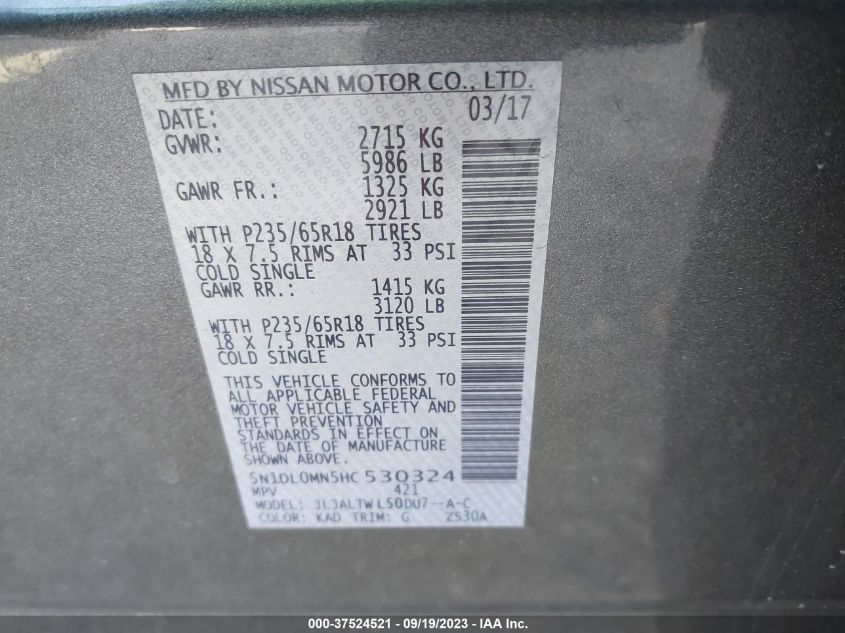 MFD BY NISSAN MOTOR CO., LTD.
DATE: 03/17
GVWR: 2715 KG
5986 LB
GAWR FR.: 1325 KG
2921 LB
WITH P235/65R18 TIRES
18 X 7.5 RIMS AT 33 PSI
COLD SINGLE
GAWR RR.: 1415 KG
3120 LB
WITH P235/65R18 TIRES
18 X 7.5 RIMS AT 33 PSI
COLD SINGLE
THIS VEHICLE CONFORMS TO
ALL APPLICABLE FEDERAL
MOTOR VEHICLE SAFETY AND
THEFT PREVENTION
STANDARDS IN EFFECT ON
THE DATE OF MANUFACTURE
SHOWN ABOVE.
5N1DL0MN5HC530324
MPV 421
MODEL: JLJALTWL50DU7--A-C
COLOR: KAD TRIM: G ZS30A
000-37524521 - 09/19/2023 - IAA Inc.